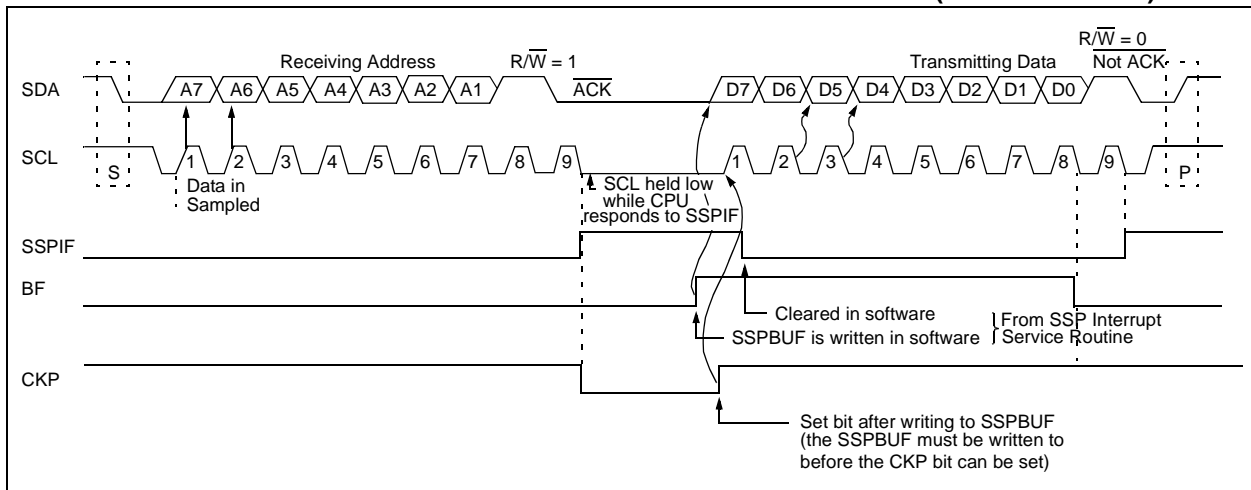 R/W = 0
Receiving Address R/W = 1 Transmitting Data Not ACK
SDA A7 A6 A5 A4 A3 A2 A1 ACK D7 D6 D5 D4 D3 D2 D1 D0
SCL 1 2 3 4 5 6 7 8 9 1 2 3 4 5 6 7 8 9
S P
Data in
Sampled
SCL held low
while CPU
responds to SSPIF
SSPIF
BF
Cleared in software
SSPBUF is written in software
From SSP Interrupt
Service Routine
CKP
Set bit after writing to SSPBUF
(the SSPBUF must be written to
before the CKP bit can be set)